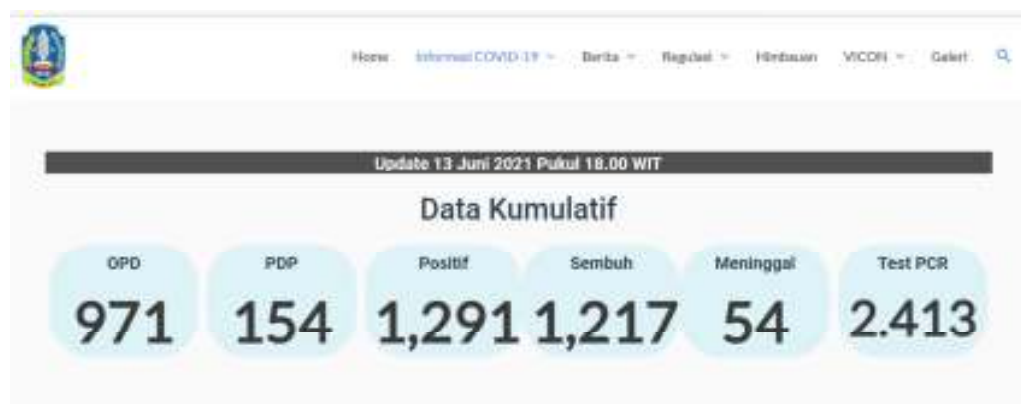 Home Informasi COVID-19 Berita Regulasi Himbauan VICON Galeri
Update 13 Juni 2021 Pukul 18.00 WIT
Data Kumulatif
OPD PDP Positif Sembuh Meninggal Test PCR
971 154 1,291 1,217 54 2.413